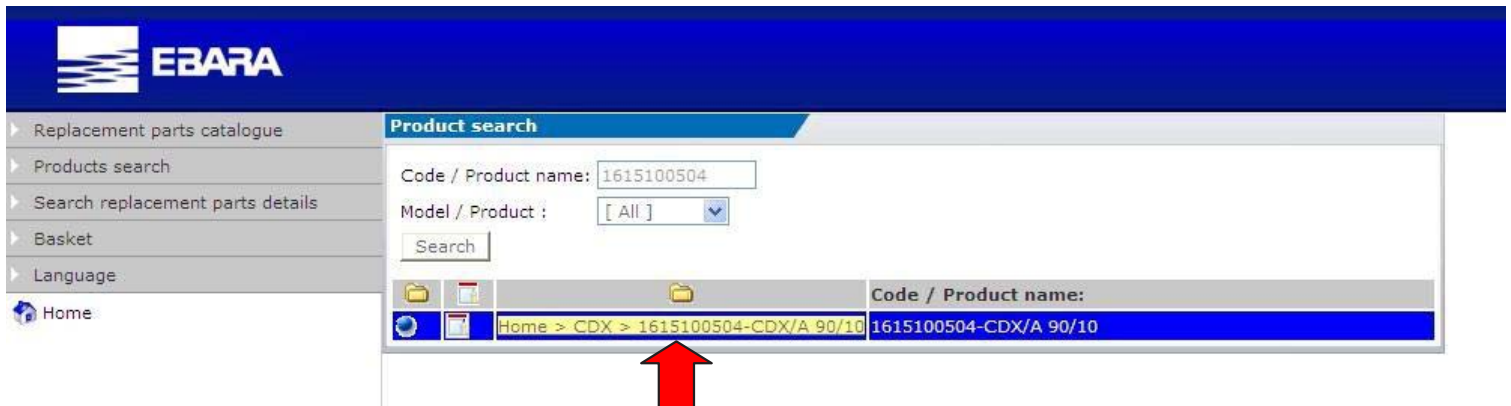 EBARA
Replacement parts catalogue
Products search
Search replacement parts details
Basket
Language
Home
Product search
Code / Product name: 1615100504
Model / Product : [ All ]
Search
Code / Product name:
Home > CDX > 1615100504-CDX/A 90/10 1615100504-CDX/A 90/10